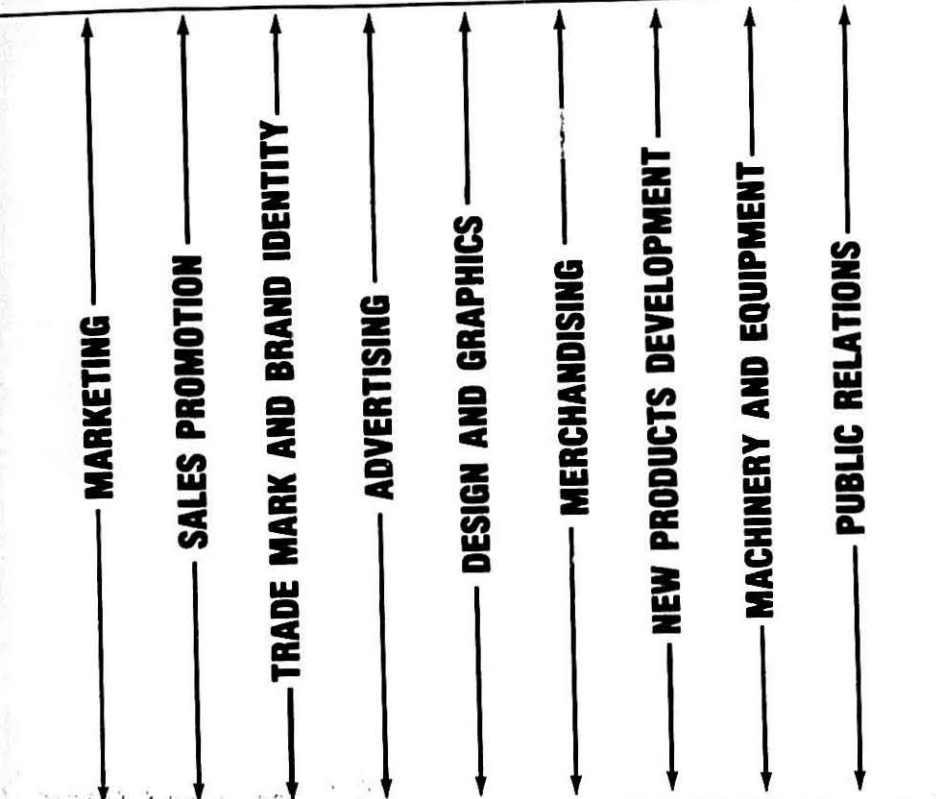 MARKETING
SALES PROMOTION
TRADE MARK AND BRAND IDENTITY
ADVERTISING
DESIGN AND GRAPHICS
MERCHANDISING
NEW PRODUCTS DEVELOPMENT
MACHINERY AND EQUIPMENT
PUBLIC RELATIONS